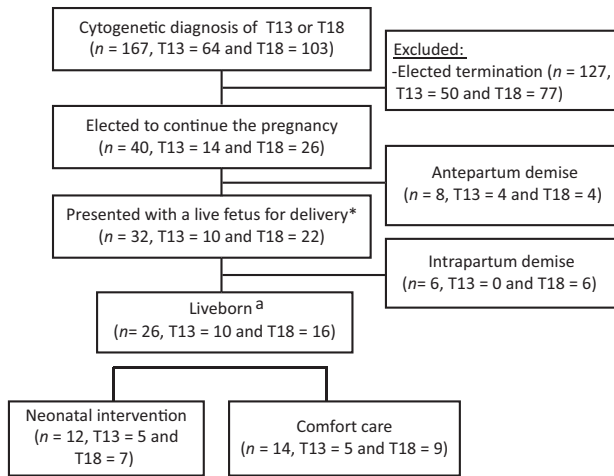 Cytogenetic diagnosis of T13 or T18
(n = 167, T13 = 64 and T18 = 103)
Excluded:
-Elected termination (n = 127,
T13 = 50 and T18 = 77)
Elected to continue the pregnancy
(n = 40, T13 = 14 and T18 = 26)
Antepartum demise
(n = 8, T13 = 4 and T18 = 4)
Presented with a live fetus for delivery*
(n = 32, T13 = 10 and T18 = 22)
Intrapartum demise
(n= 6, T13 = 0 and T18 = 6)
Liveborn a
(n= 26, T13 = 10 and T18 = 16)
Neonatal intervention
(n = 12, T13 = 5 and
T18 = 7)
Comfort care
(n = 14, T13 = 5 and T18 = 9)